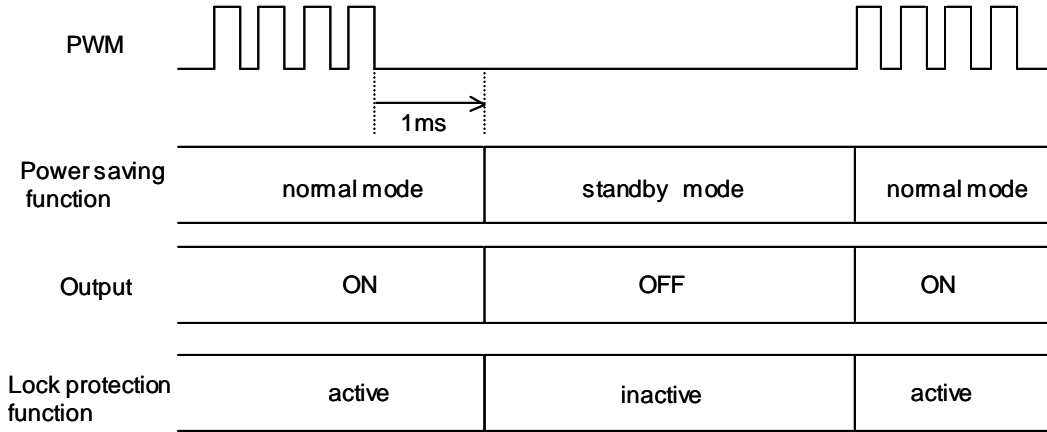 PWM
1ms
Power saving
function
normal mode
standby mode
normal mode
Output
ON
OFF
ON
Lock protection
function
active
inactive
active